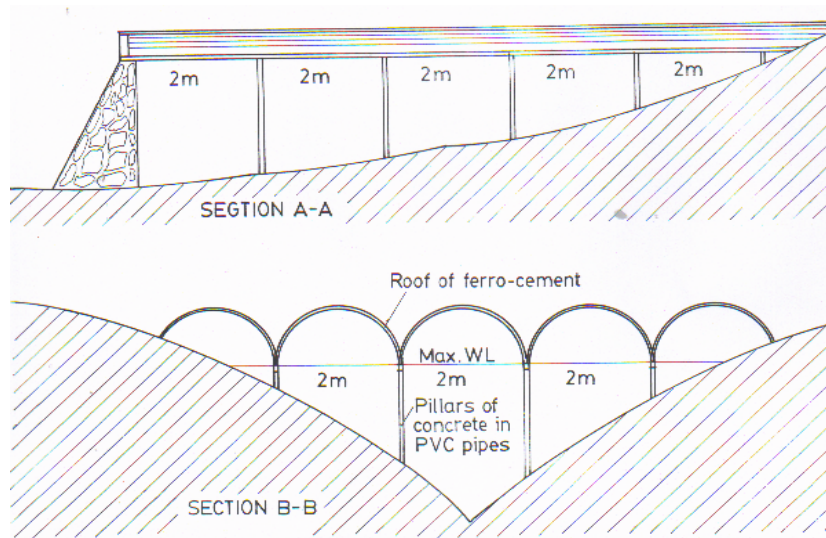 2m 2m 2m 2m 2m
SEGTION A-A
Roof of ferro-cement
Max. WL
2m 2m 2m
Pillars of
concrete in
PVC pipes
SECTION B-B